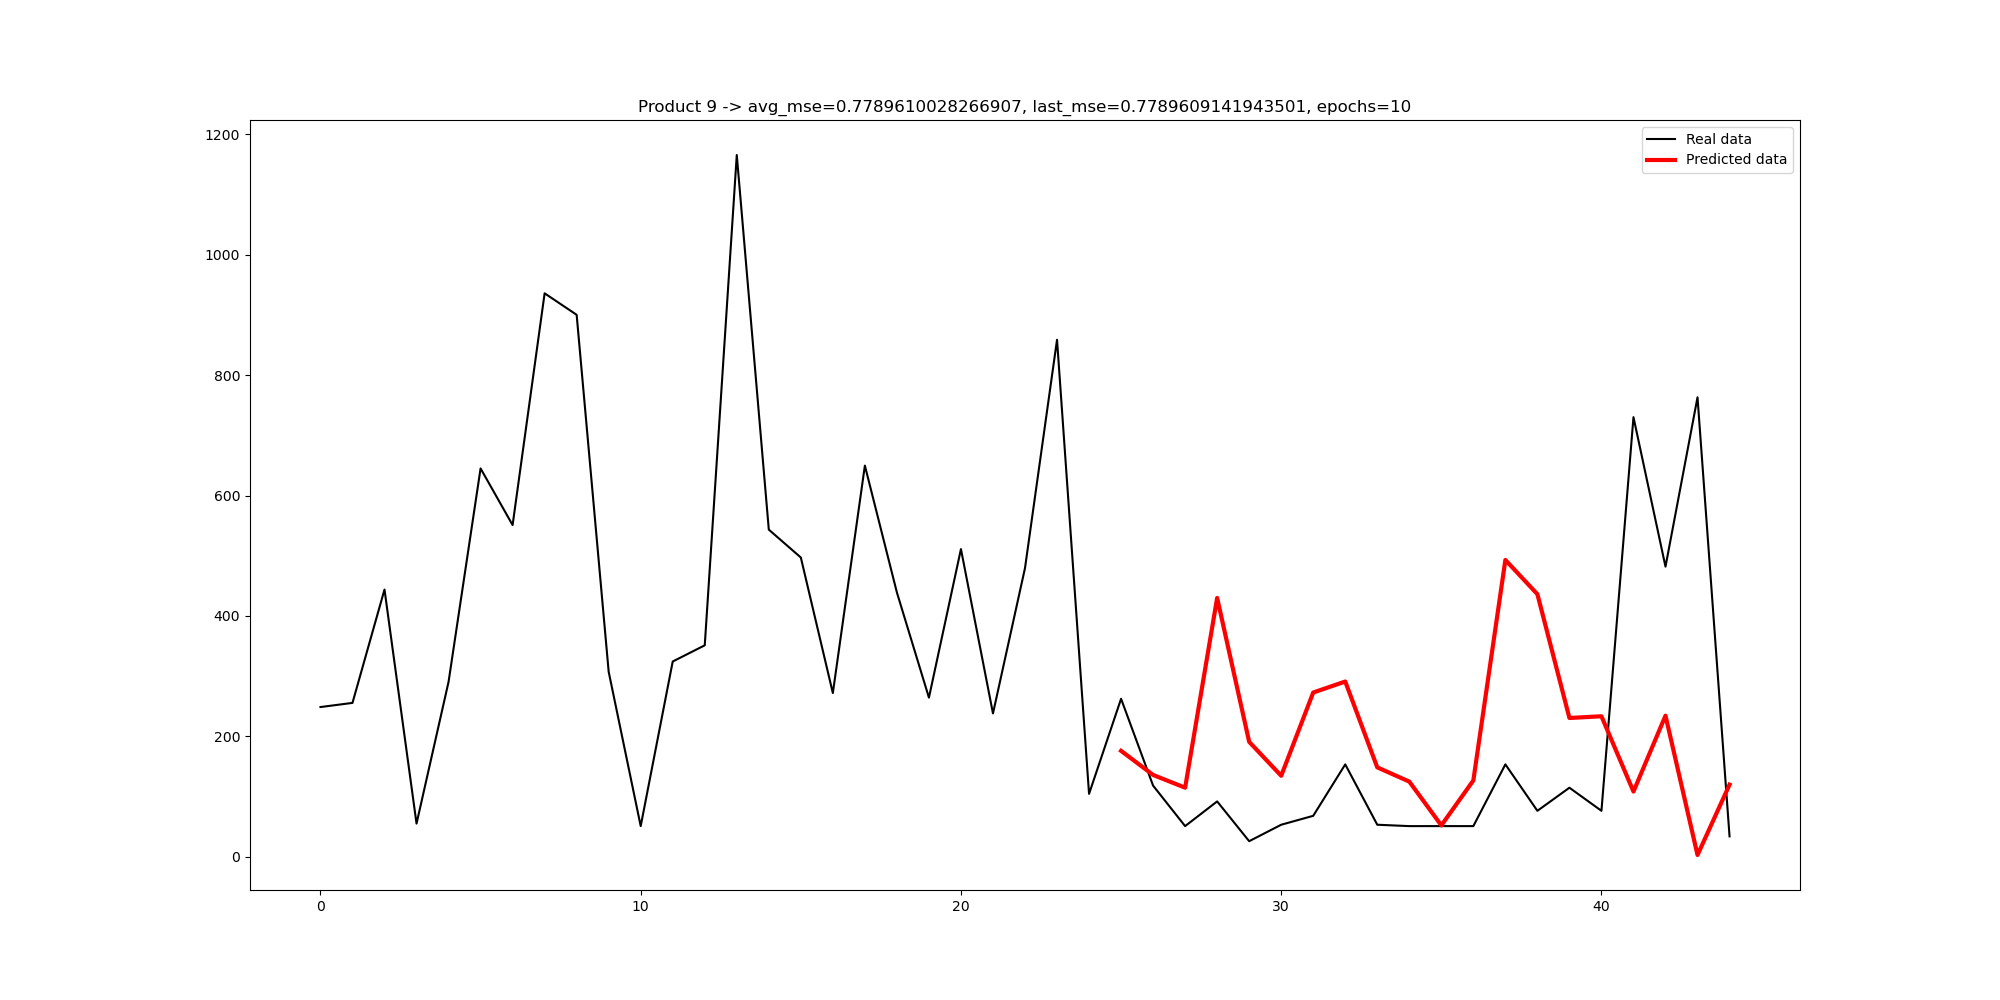 Product 9 -> avg_mse=0.7789610028266907, last_mse=0.7789609141943501, epochs=10
Real data
Predicted data
1200
1000
800
600
400
200
0
0 10 20 30 40